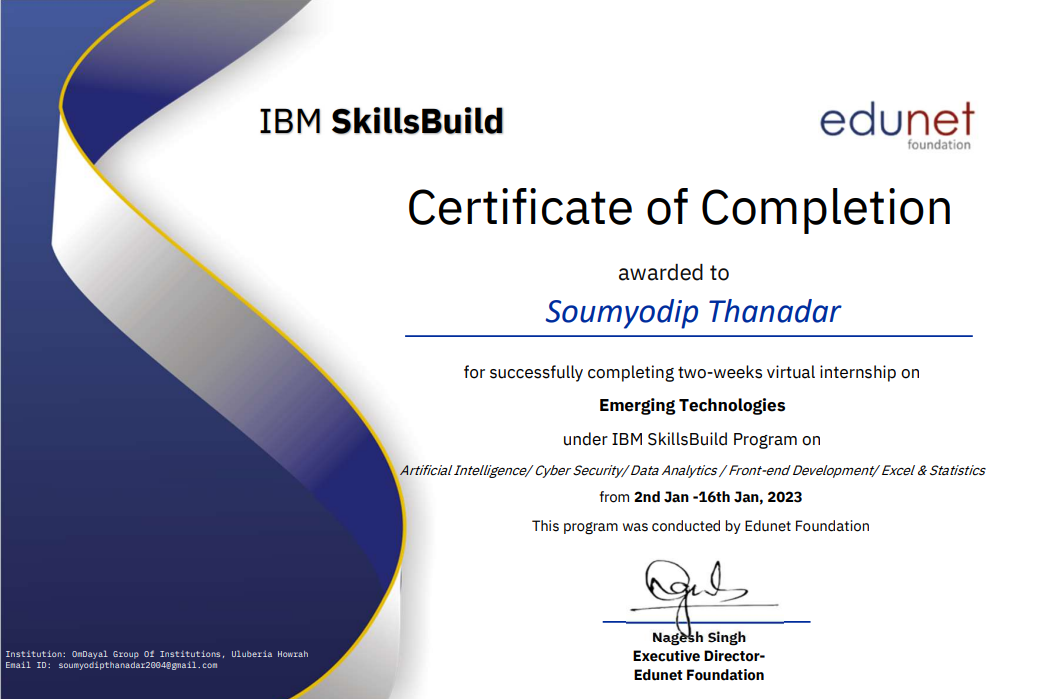 IBM SkillsBuild
edunet
foundation
Certificate of Completion
awarded to
Soumyodip Thanadar
for successfully completing two-weeks virtual internship on
Emerging Technologies
under IBM SkillsBuild Program on
Artificial Intelligence/ Cyber Security/ Data Analytics / Front-end Development/ Excel & Statistics
from 2nd Jan -16th Jan, 2023
This program was conducted by Edunet Foundation
Nagesh Singh
Executive Director-
Edunet Foundation
Institution: OmDayal Group Of Institutions, Uluberia Howrah
Email ID: soumyodipthanadar2004@gmail.com